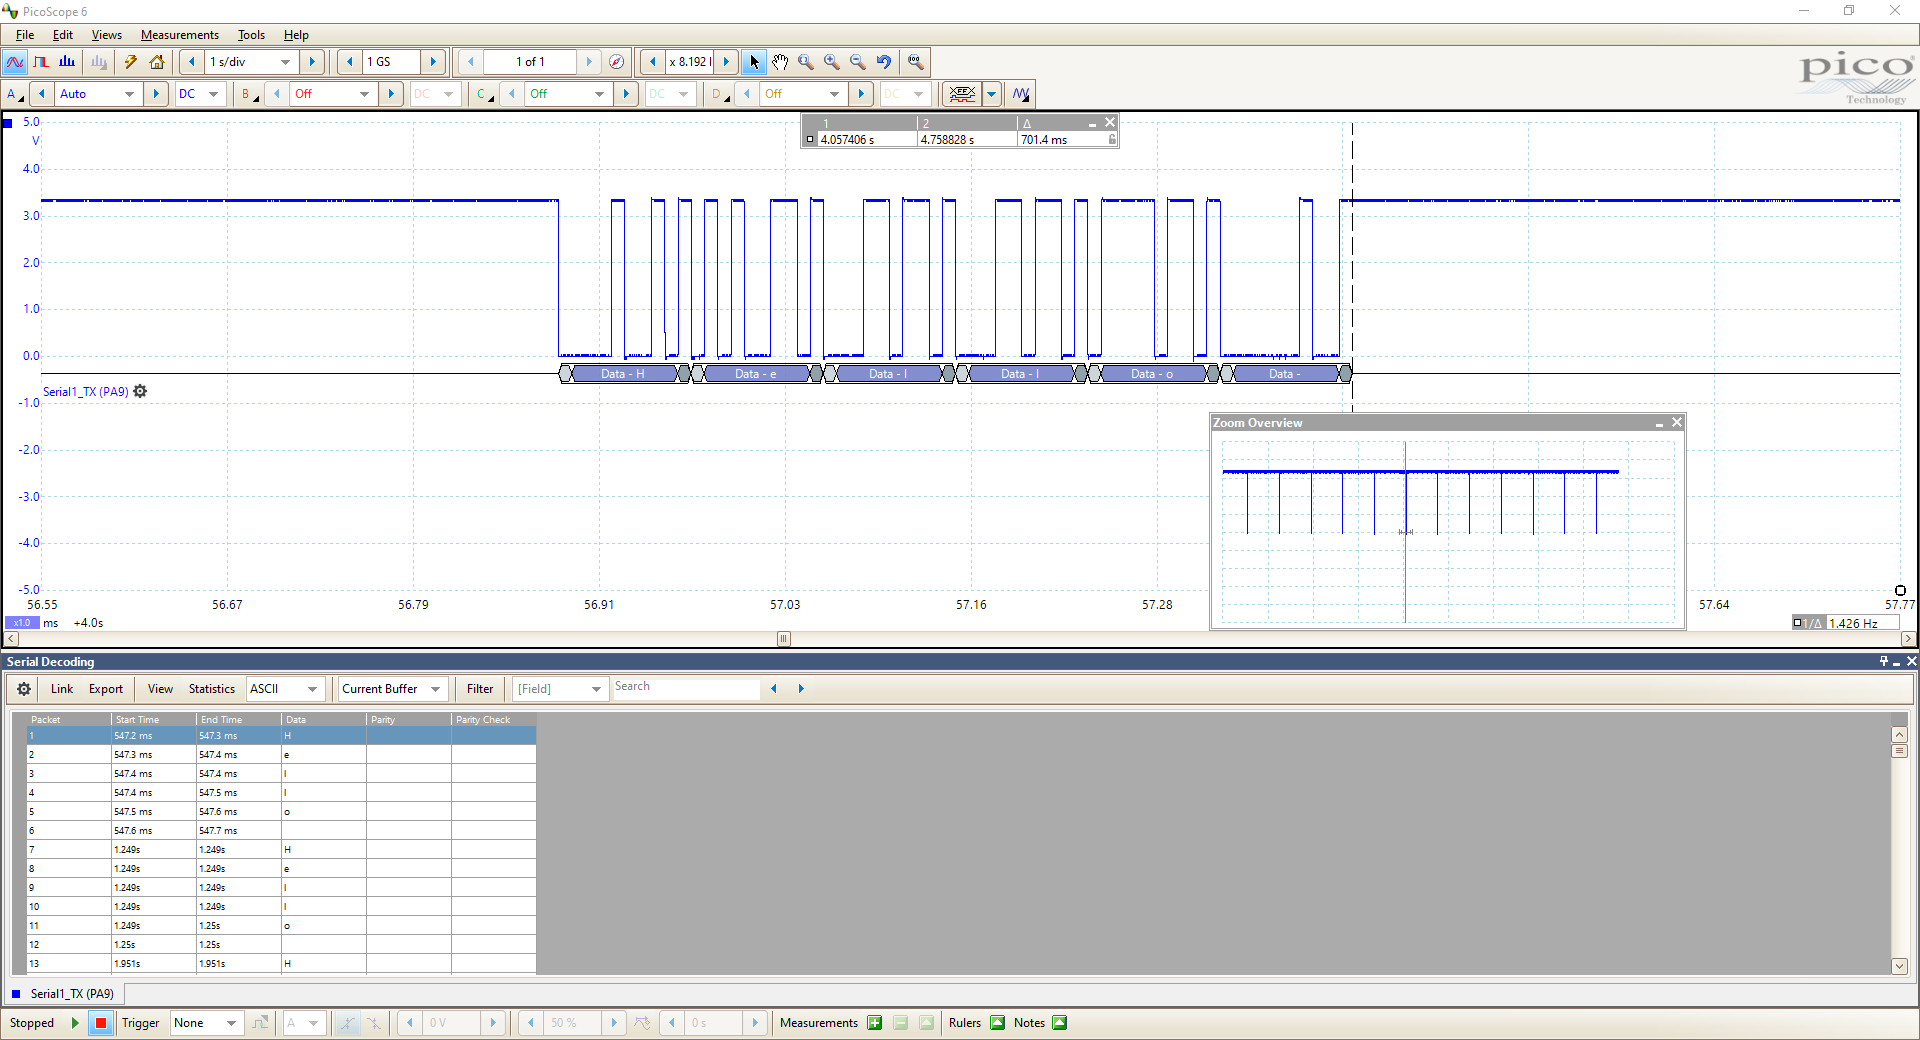 PicoScope 6
File Edit Views Measurements Tools Help
1 s/div 1 GS 1 of 1 x 8.192 
pico
Technology
A Auto DC B Off DC C Off DC D Off DC
1 2 Δ
4.057406 s 4.758828 s 701.4 ms
5.0
V
4.0
3.0
2.0
1.0
0.0
Data - H Data - e Data - l Data - l Data - o Data -
Serial1_TX (PA9)
-1.0
Zoom Overview
-2.0
-3.0
-4.0
-5.0
56.55 56.67 56.79 56.91 57.03 57.16 57.28 57.64 57.77
x1.0 ms +4.0s
1/Δ 1.426 Hz
Serial Decoding
Link Export View Statistics ASCII Current Buffer Filter [Field] Search
Packet Start Time End Time Data Parity Parity Check
1 547.2 ms 547.3 ms H
2 547.3 ms 547.4 ms e
3 547.4 ms 547.4 ms l
4 547.4 ms 547.5 ms l
5 547.5 ms 547.6 ms o
6 547.6 ms 547.7 ms
7 1.249s 1.249s H
8 1.249s 1.249s e
9 1.249s 1.249s l
10 1.249s 1.249s l
11 1.249s 1.25s o
12 1.25s 1.25s
13 1.951s 1.951s H
Serial1_TX (PA9)
Stopped Trigger None A 0 V 50 % 0 s Measurements Rulers Notes